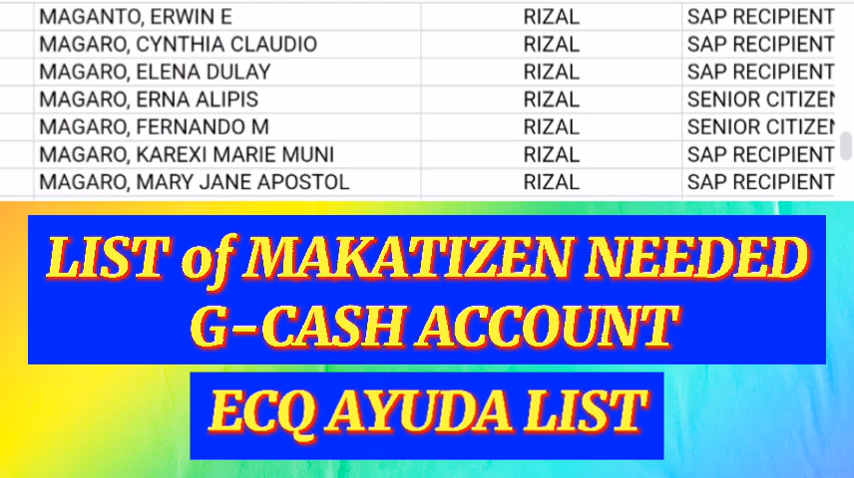 MAGANTO, ERWIN E RIZAL SAP RECIPIENT
MAGARO, CYNTHIA CLAUDIO RIZAL SAP RECIPIENT
MAGARO, ELENA DULAY RIZAL SAP RECIPIENT
MAGARO, ERNA ALIPIS RIZAL SENIOR CITIZEN
MAGARO, FERNANDO M RIZAL SENIOR CITIZEN
MAGARO, KAREXI MARIE MUNI RIZAL SAP RECIPIENT
MAGARO, MARY JANE APOSTOL RIZAL SAP RECIPIENT
LIST of MAKATIZEN NEEDED
G-CASH ACCOUNT
ECQ AYUDA LIST